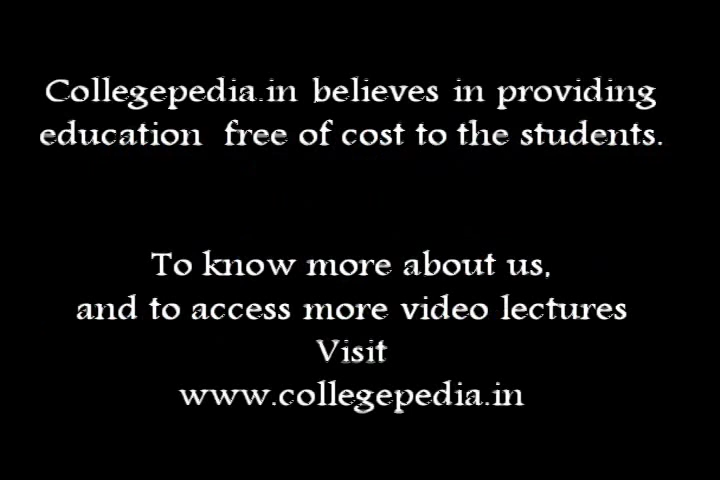 Collegepedia.in believes in providing
education free of cost to the students.
To know more about us,
and to access more video lectures
Visit
www.collegepedia.in